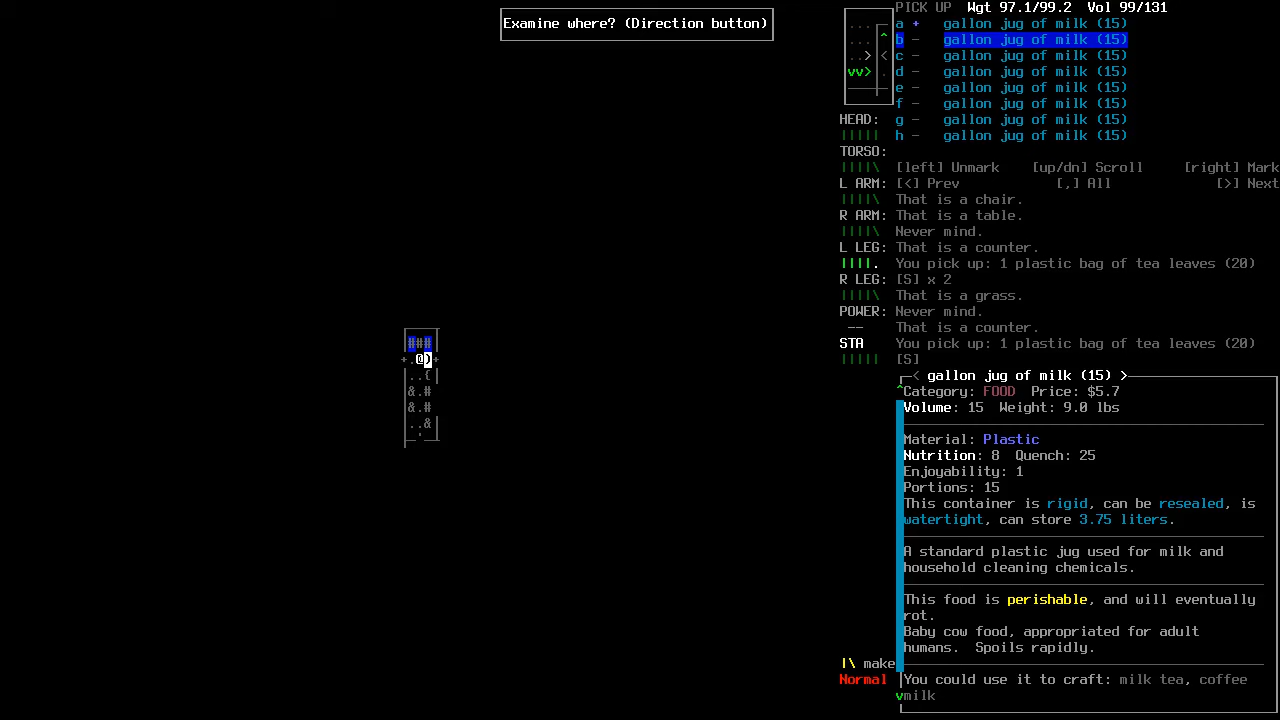 Examine where? (Direction button)
PICK UP  Wgt 97.1/99.2  Vol 99/131
a +   gallon jug of milk (15)
b -   gallon jug of milk (15)
c -   gallon jug of milk (15)
d -   gallon jug of milk (15)
e -   gallon jug of milk (15)
f -   gallon jug of milk (15)
g -   gallon jug of milk (15)
h -   gallon jug of milk (15)
[left] Unmark    [up/dn] Scroll    [right] Mark
[<] Prev    [,] All    [>] Next
HEAD:
TORSO:
L ARM:
R ARM:
L LEG:
R LEG:
POWER:
--
STA
That is a chair.
That is a table.
Never mind.
That is a counter.
You pick up: 1 plastic bag of tea leaves (20)
[S] x 2
That is a grass.
Never mind.
That is a counter.
You pick up: 1 plastic bag of tea leaves (20)
[S]
...
...
..>
<
vv>
###
+.@)+
..{
&.#
&.#
..&
< gallon jug of milk (15) >
Category: FOOD  Price: $5.7
Volume: 15  Weight: 9.0 lbs
Material: Plastic
Nutrition: 8  Quench: 25
Enjoyability: 1
Portions: 15
This container is rigid, can be resealed, is
watertight, can store 3.75 liters.
A standard plastic jug used for milk and
household cleaning chemicals.
This food is perishable, and will eventually
rot.
Baby cow food, appropriated for adult
humans.  Spoils rapidly.
You could use it to craft: milk tea, coffee
milk
make
Normal